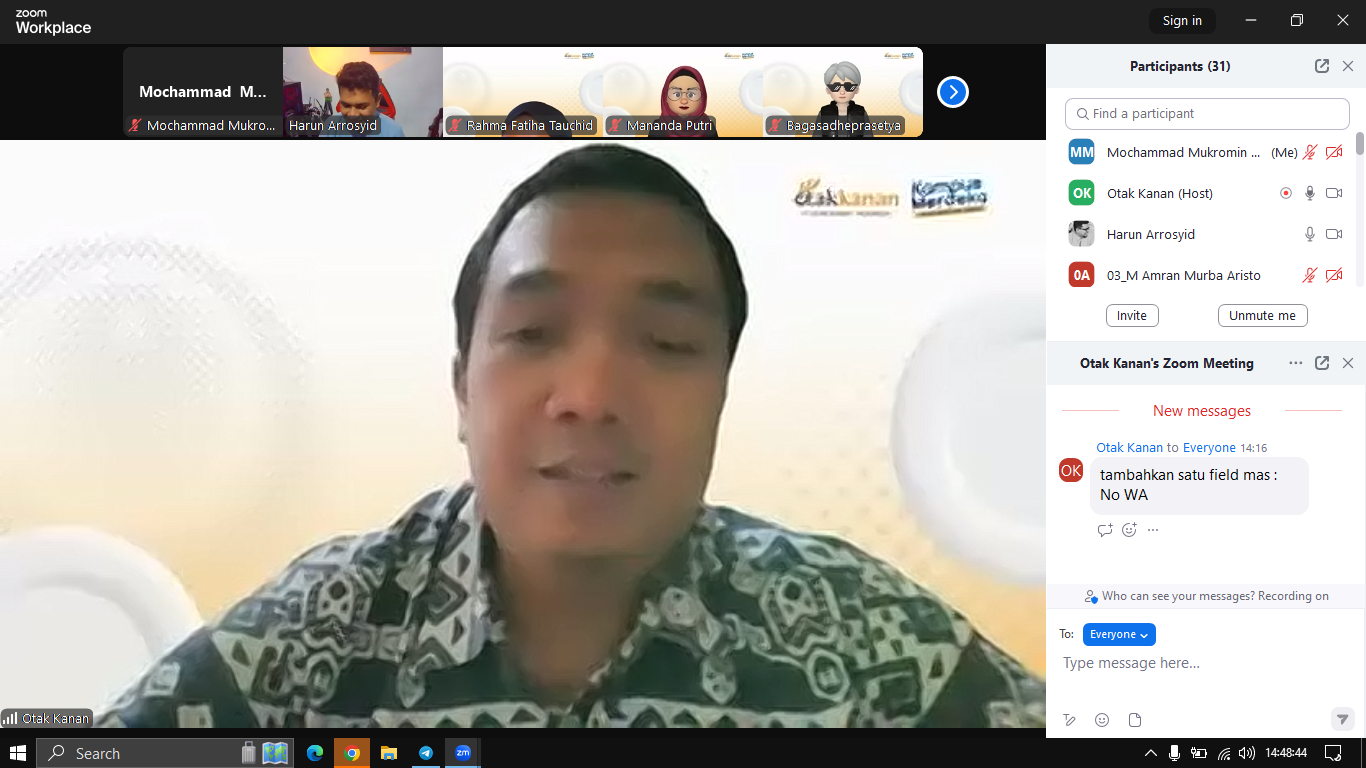 zoom
Workplace
Sign in
Mochammad M...
Mochammad Mukro...
Harun Arrosyid
Rahma Fatiha Tauchid
Mananda Putri
Bagasadheprasetya
otakkanan
Kampus
Merdeka
Otak Kanan
Participants (31)
Find a participant
MM Mochammad Mukromin ... (Me)
OK Otak Kanan (Host)
Harun Arrosyid
0A 03_M Amran Murba Aristo
Invite Unmute me
Otak Kanan's Zoom Meeting
New messages
Otak Kanan to Everyone 14:16
OK
tambahkan satu field mas :
No WA
Who can see your messages? Recording on
To: Everyone
Type message here...
Search
zm
14:48:44